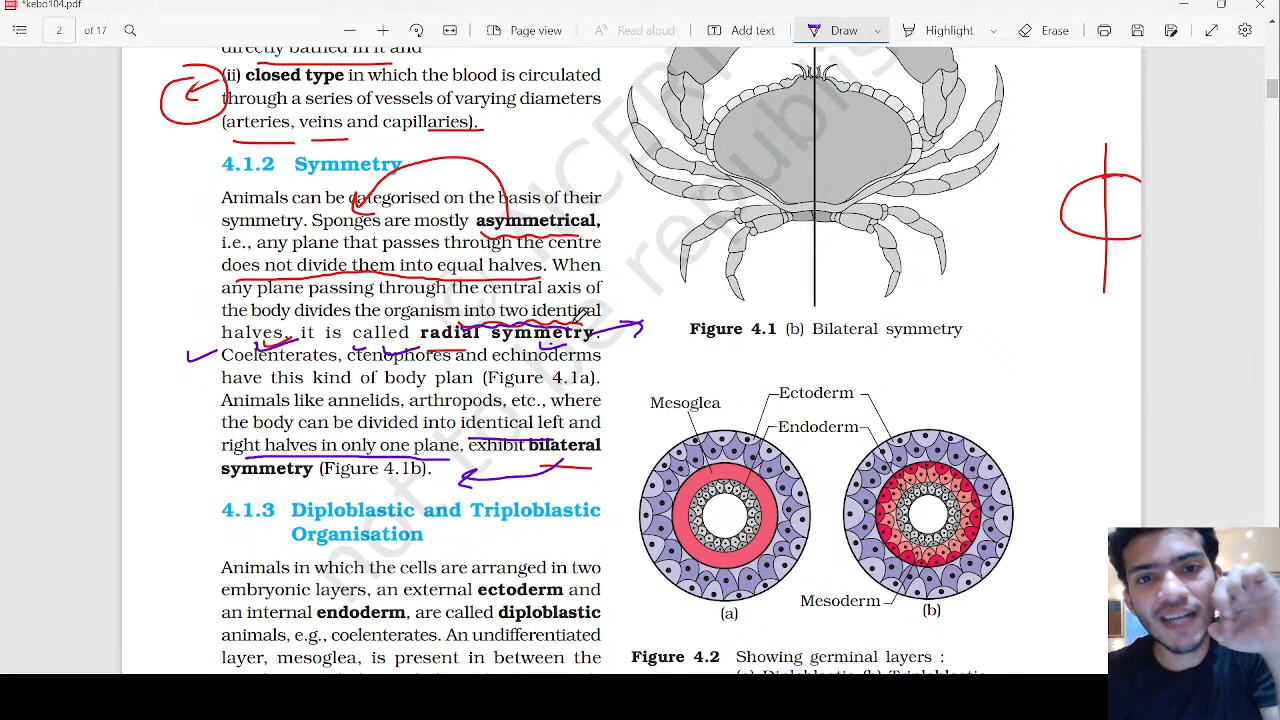 *kebo104.pdf
2 of 17
Page view
Read aloud
Add text
Draw
Highlight
Erase
directly bathed in it and
(ii) closed type in which the blood is circulated
through a series of vessels of varying diameters
(arteries, veins and capillaries).
4.1.2 Symmetry
Animals can be categorised on the basis of their
symmetry. Sponges are mostly asymmetrical,
i.e., any plane that passes through the centre
does not divide them into equal halves. When
any plane passing through the central axis of
the body divides the organism into two identical
halves, it is called radial symmetry.
Coelenterates, ctenophores and echinoderms
have this kind of body plan (Figure 4.1a).
Animals like annelids, arthropods, etc., where
the body can be divided into identical left and
right halves in only one plane, exhibit bilateral
symmetry (Figure 4.1b).
4.1.3 Diploblastic and Triploblastic
Organisation
Animals in which the cells are arranged in two
embryonic layers, an external ectoderm and
an internal endoderm, are called diploblastic
animals, e.g., coelenterates. An undifferentiated
layer, mesoglea, is present in between the
Figure 4.1 (b) Bilateral symmetry
Mesoglea
Ectoderm
Endoderm
Mesoderm
(a)
(b)
Figure 4.2 Showing germinal layers :
(a) Diploblastic (b) Triploblastic
© NCERT
not to be republished